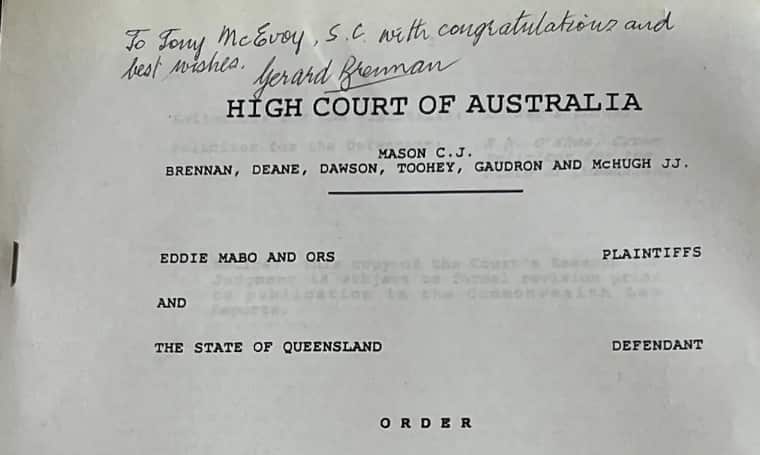 To Tony McEvoy, S.C. with congratulations and
best wishes. Gerard Brennan
HIGH COURT OF AUSTRALIA
MASON C.J.
BRENNAN, DEANE, DAWSON, TOOHEY, GAUDRON AND McHUGH JJ.
EDDIE MABO AND ORS PLAINTIFFS
AND
THE STATE OF QUEENSLAND DEFENDANT
O R D E R